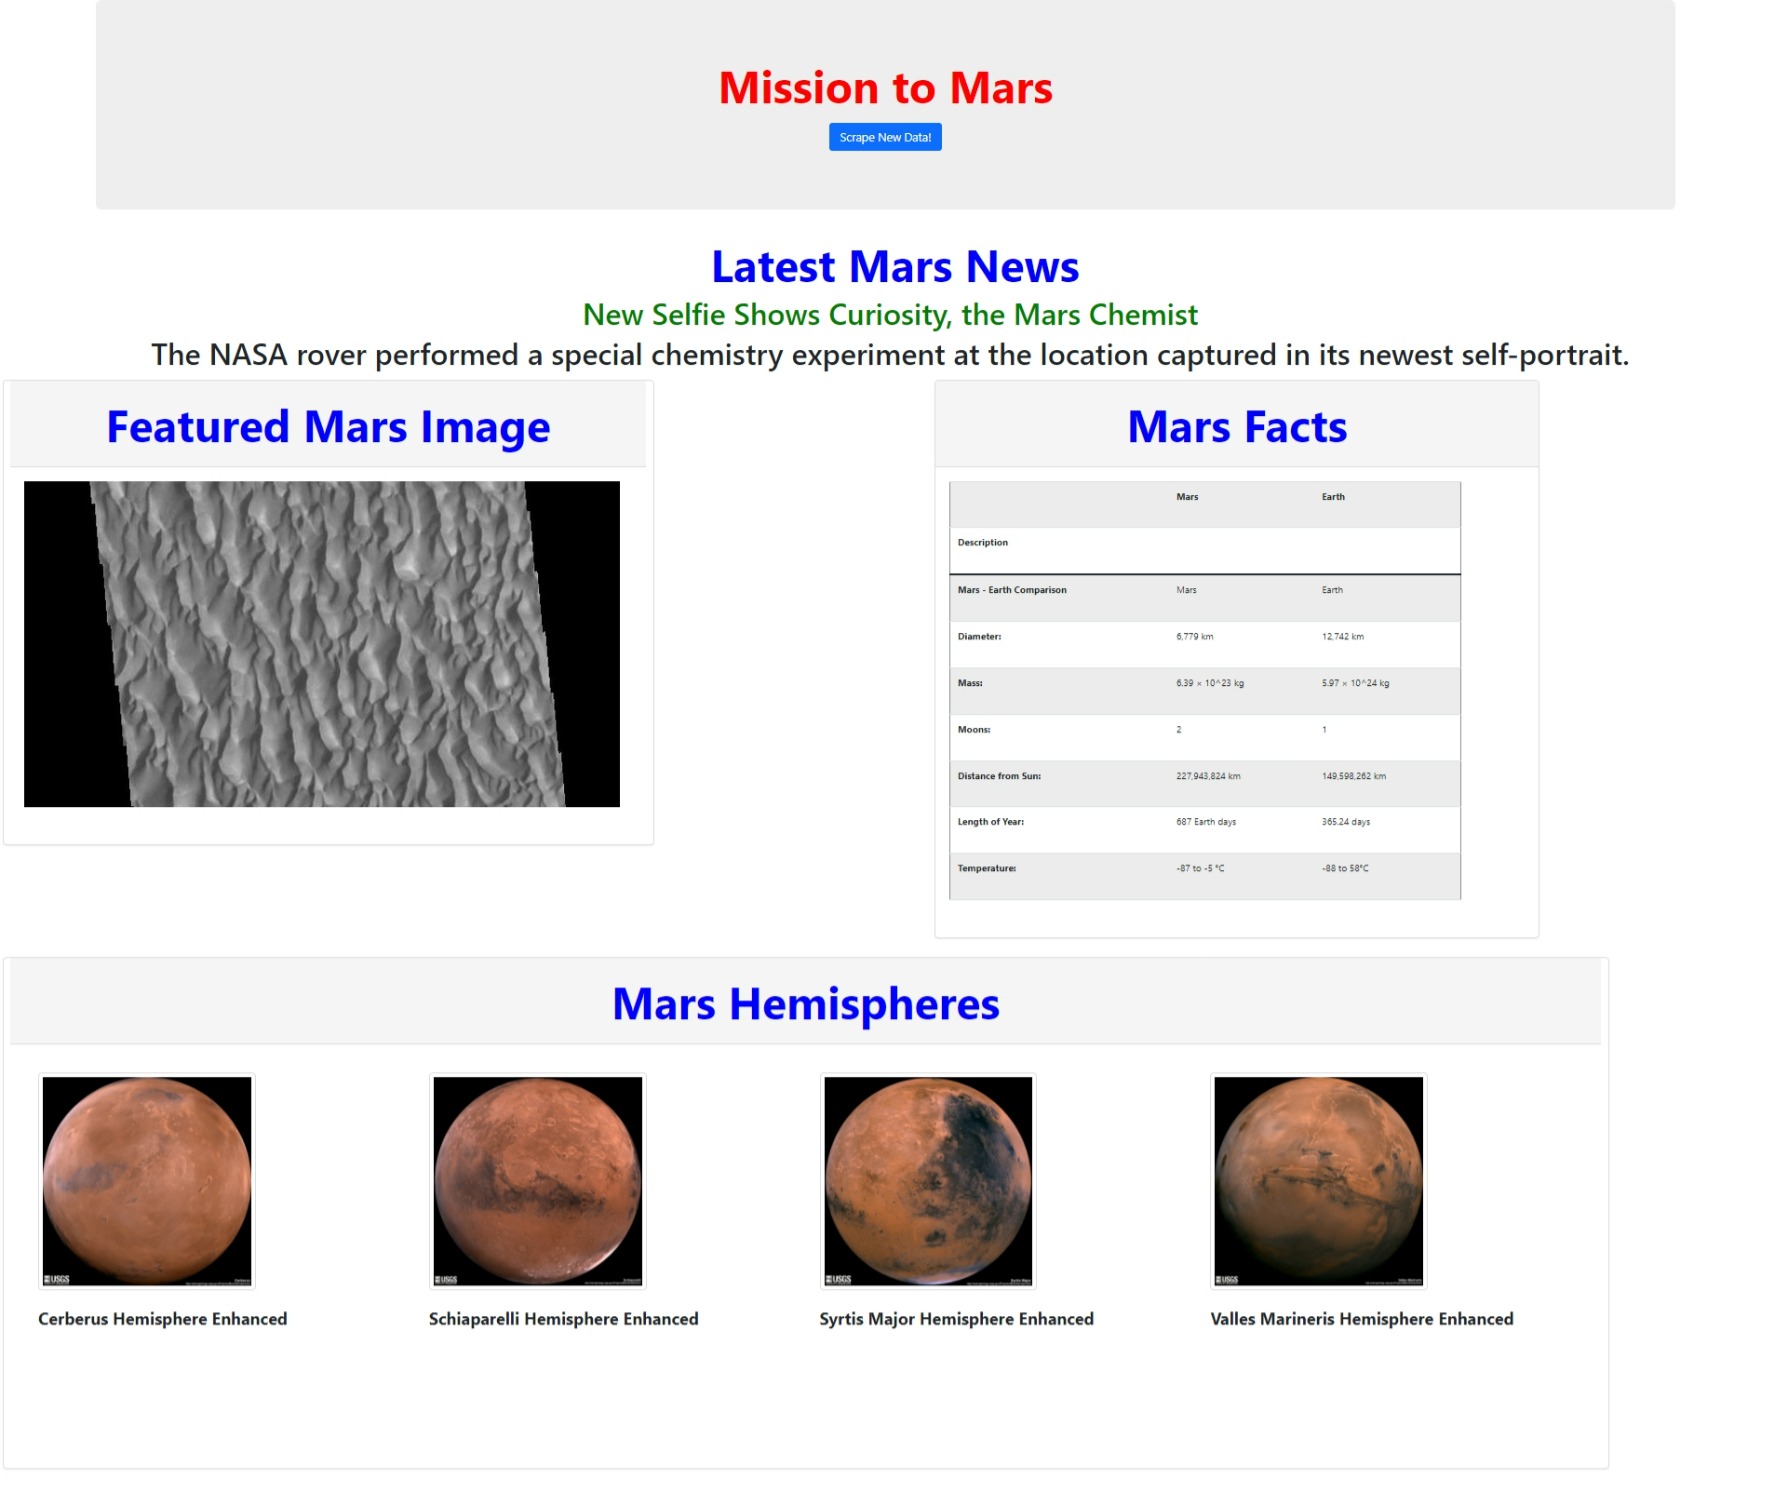 Mission to Mars
Scrape New Data!
Latest Mars News
New Selfie Shows Curiosity, the Mars Chemist
The NASA rover performed a special chemistry experiment at the location captured in its newest self-portrait.
Featured Mars Image
Mars Facts
Mars Earth
Description
Mars - Earth Comparison Mars Earth
Diameter: 6,779 km 12,742 km
Mass: 6.39 × 10^23 kg 5.97 × 10^24 kg
Moons: 2 1
Distance from Sun: 227,943,824 km 149,598,262 km
Length of Year: 687 Earth days 365.24 days
Temperature: -87 to -5 °C -88 to 58°C
Mars Hemispheres
USGS USGS USGS USGS
Cerberus Hemisphere Enhanced
Schiaparelli Hemisphere Enhanced
Syrtis Major Hemisphere Enhanced
Valles Marineris Hemisphere Enhanced